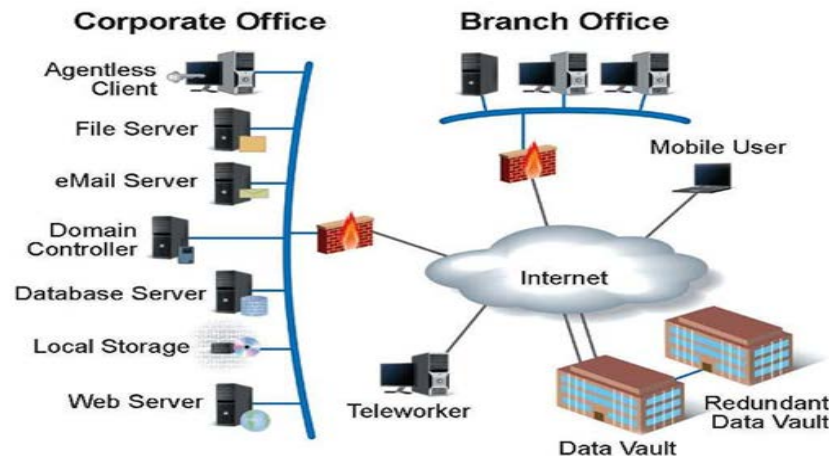 Corporate Office
Branch Office
Agentless
Client
File Server
eMail Server
Domain
Controller
Database Server
Local Storage
Web Server
Mobile User
Internet
Teleworker
Data Vault
Redundant
Data Vault